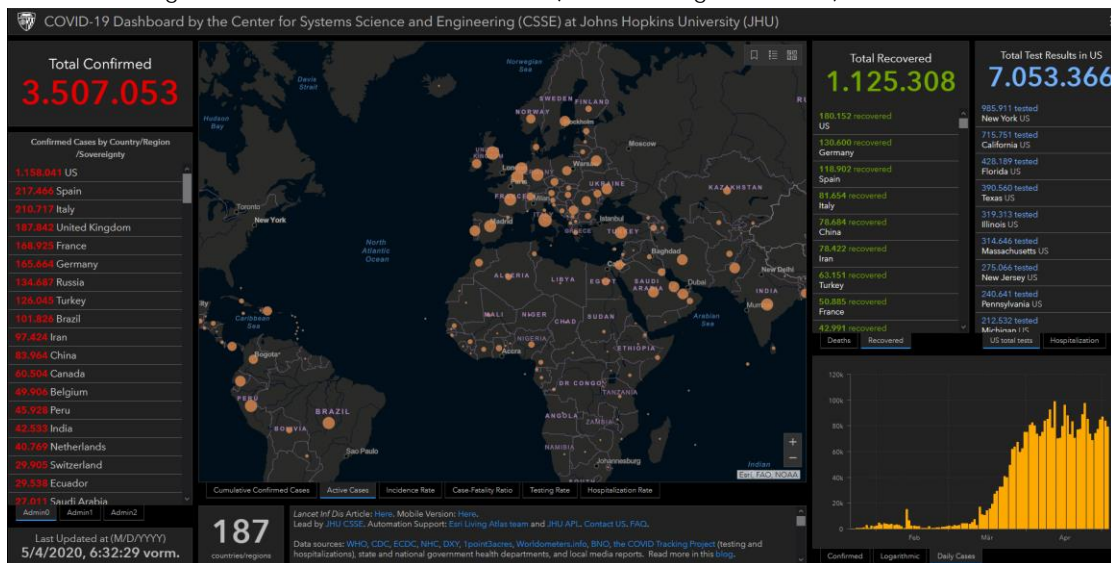 COVID-19 Dashboard by the Center for Systems Science and Engineering (CSSE) at Johns Hopkins University (JHU)
Total Confirmed
3.507.053
Confirmed Cases by Country/Region
/Sovereignty
1.158.041 US
217.466 Spain
210.717 Italy
187.842 United Kingdom
168.925 France
165.664 Germany
134.687 Russia
126.045 Turkey
101.826 Brazil
97.424 Iran
83.964 China
60.504 Canada
49.906 Belgium
45.928 Peru
42.533 India
40.769 Netherlands
29.905 Switzerland
29.538 Ecuador
27.011 Saudi Arabia
Admin0 Admin1 Admin2
Last Updated at (M/D/YYYY)
5/4/2020, 6:32:29 vorm.
Norwegian
Sea
Davis
Strait
Hudson
Bay
SWEDEN
FINLAND
NORWAY
Moscow
Warsaw
UKRAINE
KAZAKHSTAN
FRANCE
Toronto
New York
Madrid
Istanbul
GREECE
North
Atlantic
Ocean
Baghdad
New Delhi
ALGERIA
LIBYA
EGYPT
SAUDI
ARABIA
Dubai
INDIA
MALI
NIGER
CHAD
SUDAN
Arabian
Sea
Caribbean
Sea
NIGERIA
Accra
ETHIOPIA
Bogota
DR CONGO
TANZANIA
PERU
BRAZIL
ANGOLA
ZAMBIA
BOLIVIA
NAMIBIA
Sao Paulo
Johannesburg
Indian
Esri, FAO, NOAA
Cumulative Confirmed Cases Active Cases Incidence Rate Case-Fatality Ratio Testing Rate Hospitalization Rate
187
countries/regions
Lancet Inf Dis Article: Here. Mobile Version: Here.
Lead by JHU CSSE. Automation Support: Esri Living Atlas team and JHU APL. Contact US. FAQ.
Data sources: WHO, CDC, ECDC, NHC, DXY, 1point3acres, Worldometers.info, BNO, the COVID Tracking Project (testing and
hospitalizations), state and national government health departments, and local media reports. Read more in this blog.
Total Recovered
1.125.308
180.152 recovered
US
130.600 recovered
Germany
118.902 recovered
Spain
81.654 recovered
Italy
78.684 recovered
China
78.422 recovered
Iran
63.151 recovered
Turkey
50.885 recovered
France
42.991 recovered
Deaths Recovered
Total Test Results in US
7.053.366
985.911 tested
New York US
715.751 tested
California US
428.189 tested
Florida US
390.560 tested
Texas US
319.313 tested
Illinois US
314.646 tested
Massachusetts US
275.066 tested
New Jersey US
240.641 tested
Pennsylvania US
212.532 tested
Michigan US
US total tests Hospitalization
120k
100k
80k
60k
40k
20k
0
Feb Mär Apr
Confirmed Logarithmic Daily Cases